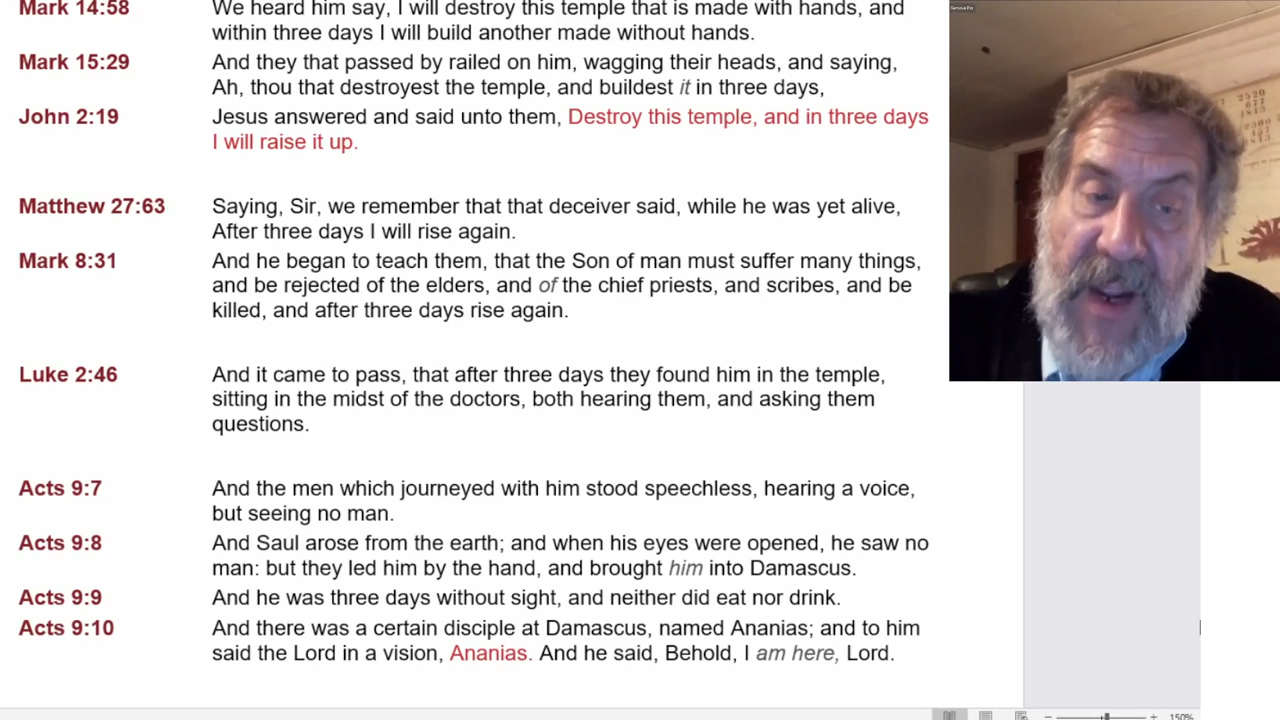 Mark 14:58 We heard him say, I will destroy this temple that is made with hands, and
within three days I will build another made without hands.
Mark 15:29 And they that passed by railed on him, wagging their heads, and saying,
Ah, thou that destroyest the temple, and buildest it in three days,
John 2:19 Jesus answered and said unto them, Destroy this temple, and in three days
I will raise it up.
Matthew 27:63 Saying, Sir, we remember that that deceiver said, while he was yet alive,
After three days I will rise again.
Mark 8:31 And he began to teach them, that the Son of man must suffer many things,
and be rejected of the elders, and of the chief priests, and scribes, and be
killed, and after three days rise again.
Luke 2:46 And it came to pass, that after three days they found him in the temple,
sitting in the midst of the doctors, both hearing them, and asking them
questions.
Acts 9:7 And the men which journeyed with him stood speechless, hearing a voice,
but seeing no man.
Acts 9:8 And Saul arose from the earth; and when his eyes were opened, he saw no
man: but they led him by the hand, and brought him into Damascus.
Acts 9:9 And he was three days without sight, and neither did eat nor drink.
Acts 9:10 And there was a certain disciple at Damascus, named Ananias; and to him
said the Lord in a vision, Ananias. And he said, Behold, I am here, Lord.
2520
677
1843
150%